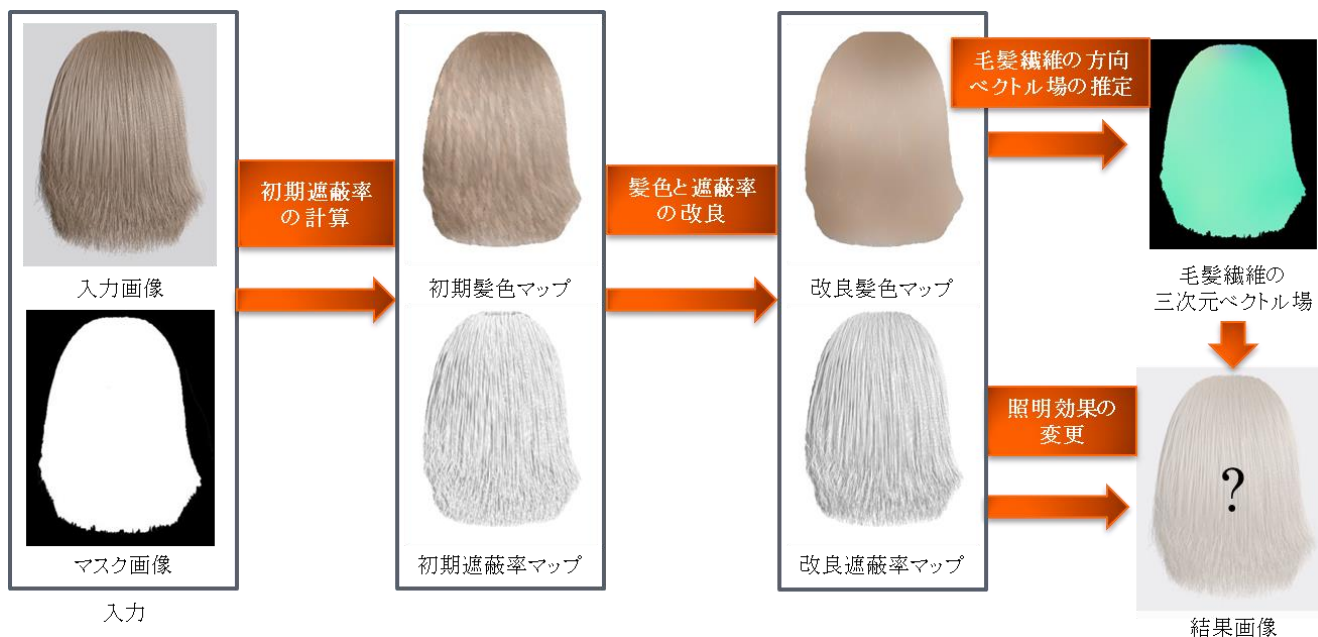 入力画像
マスク画像
入力
初期遮蔽率
の計算
初期髪色マップ
初期遮蔽率マップ
髪色と遮蔽率
の改良
改良髪色マップ
改良遮蔽率マップ
毛髪繊維の方向
ベクトル場の推定
毛髪繊維の
三次元ベクトル場
照明効果の
変更
?
結果画像